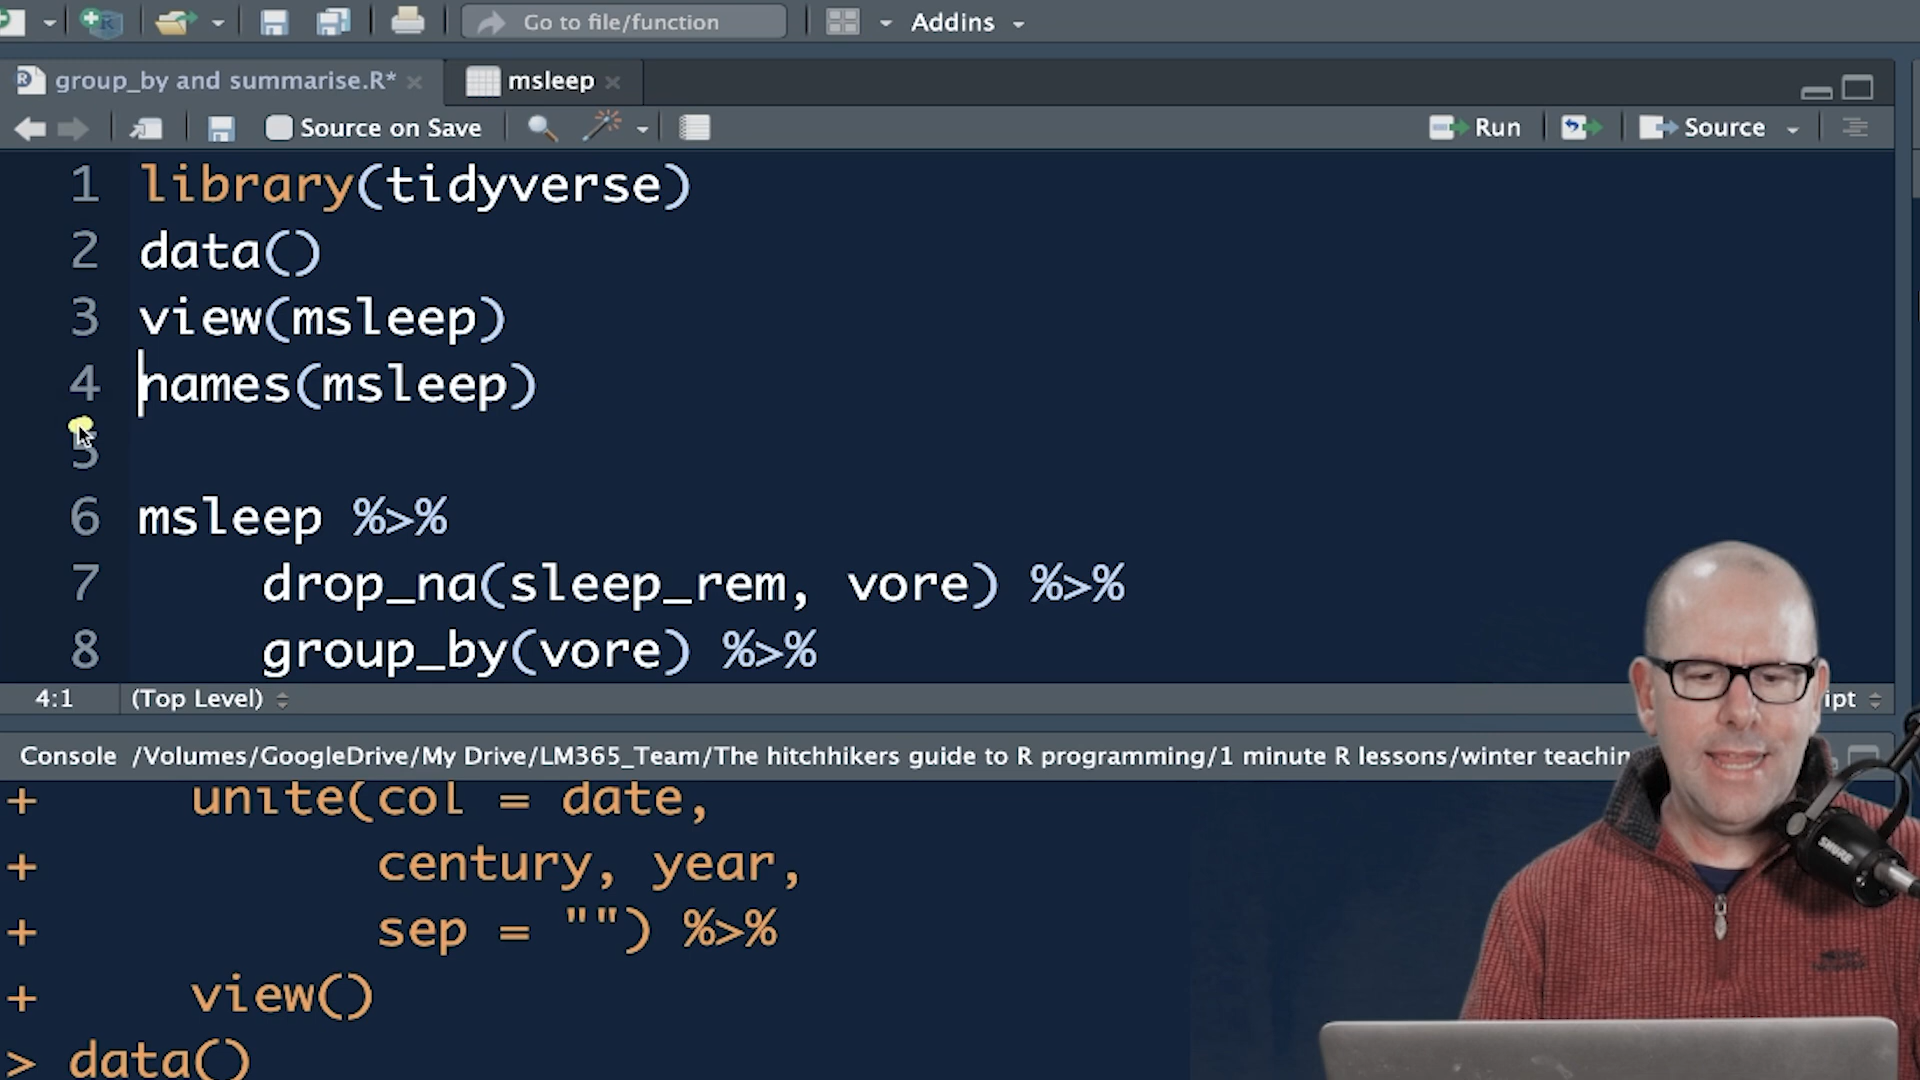 Go to file/function
Addins
group_by and summarise.R*
msleep
Source on Save
Run
Source
1 library(tidyverse)
2 data()
3 view(msleep)
4 names(msleep)
5
6 msleep %>%
7 drop_na(sleep_rem, vore) %>%
8 group_by(vore) %>%
4:1 (Top Level)
ipt
Console /Volumes/GoogleDrive/My Drive/LM365_Team/The hitchhikers guide to R programming/1 minute R lessons/winter teachin
+ unite(col = date,
+ century, year,
+ sep = "") %>%
+ view()
> data()
SHURE